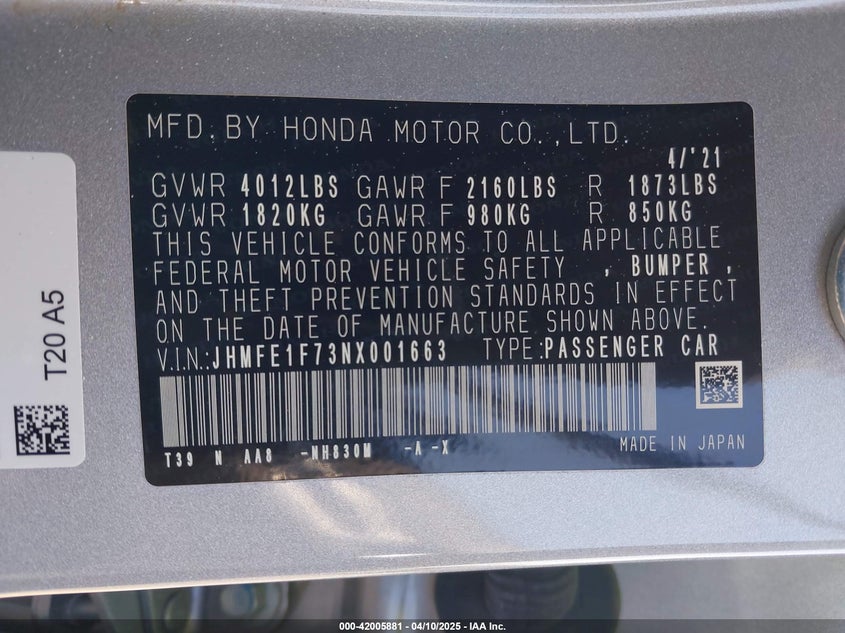 MFD. BY HONDA MOTOR CO., LTD.
4/'21
GVWR 4012LBS GAWR F 2160LBS R 1873LBS
GVWR 1820KG GAWR F 980KG R 850KG
THIS VEHICLE CONFORMS TO ALL APPLICABLE
FEDERAL MOTOR VEHICLE SAFETY , BUMPER ,
AND THEFT PREVENTION STANDARDS IN EFFECT
ON THE DATE OF MANUFACTURE SHOWN ABOVE.
V.I.N.: JHMFE1F73NX001663 TYPE:PASSENGER CAR
MADE IN JAPAN
T39 N AA8 -NH830M -A -X
T20 A5
000-42005881 - 04/10/2025 - IAA Inc.